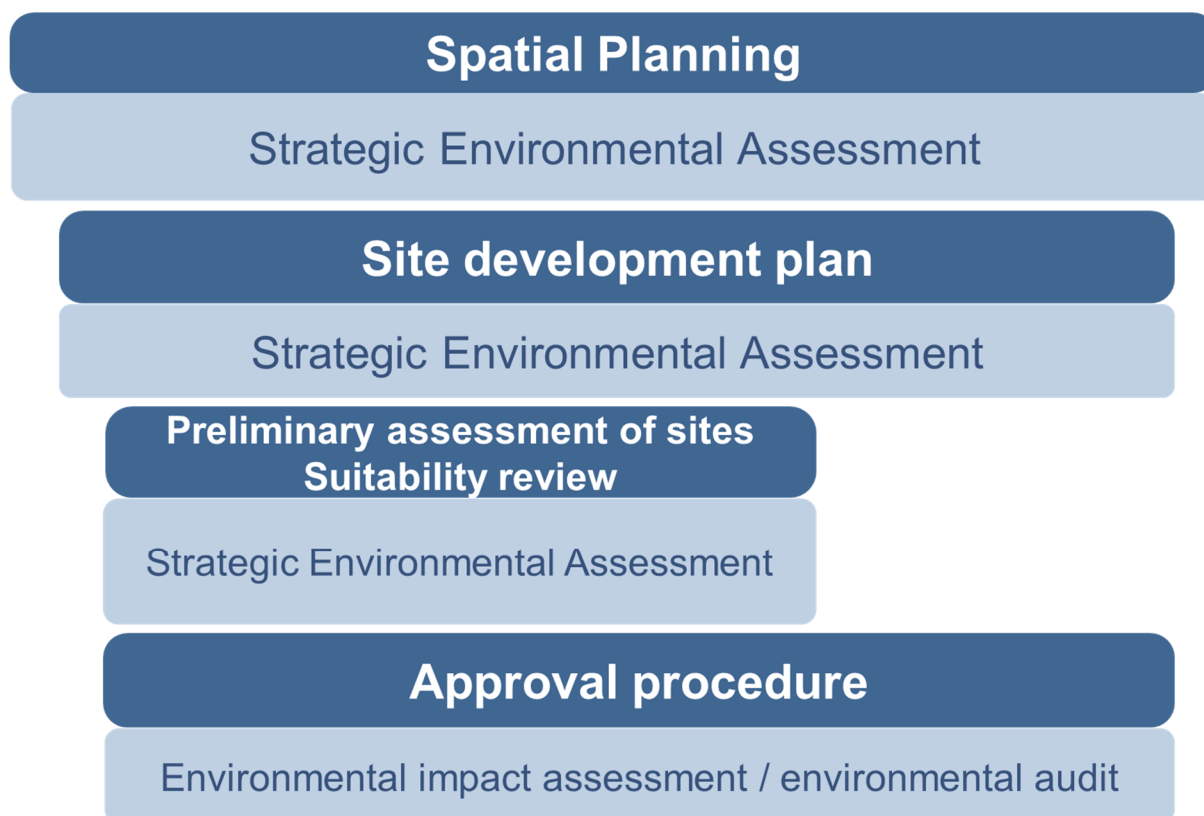 Spatial Planning
Strategic Environmental Assessment
Site development plan
Strategic Environmental Assessment
Preliminary assessment of sites
Suitability review
Strategic Environmental Assessment
Approval procedure
Environmental impact assessment / environmental audit